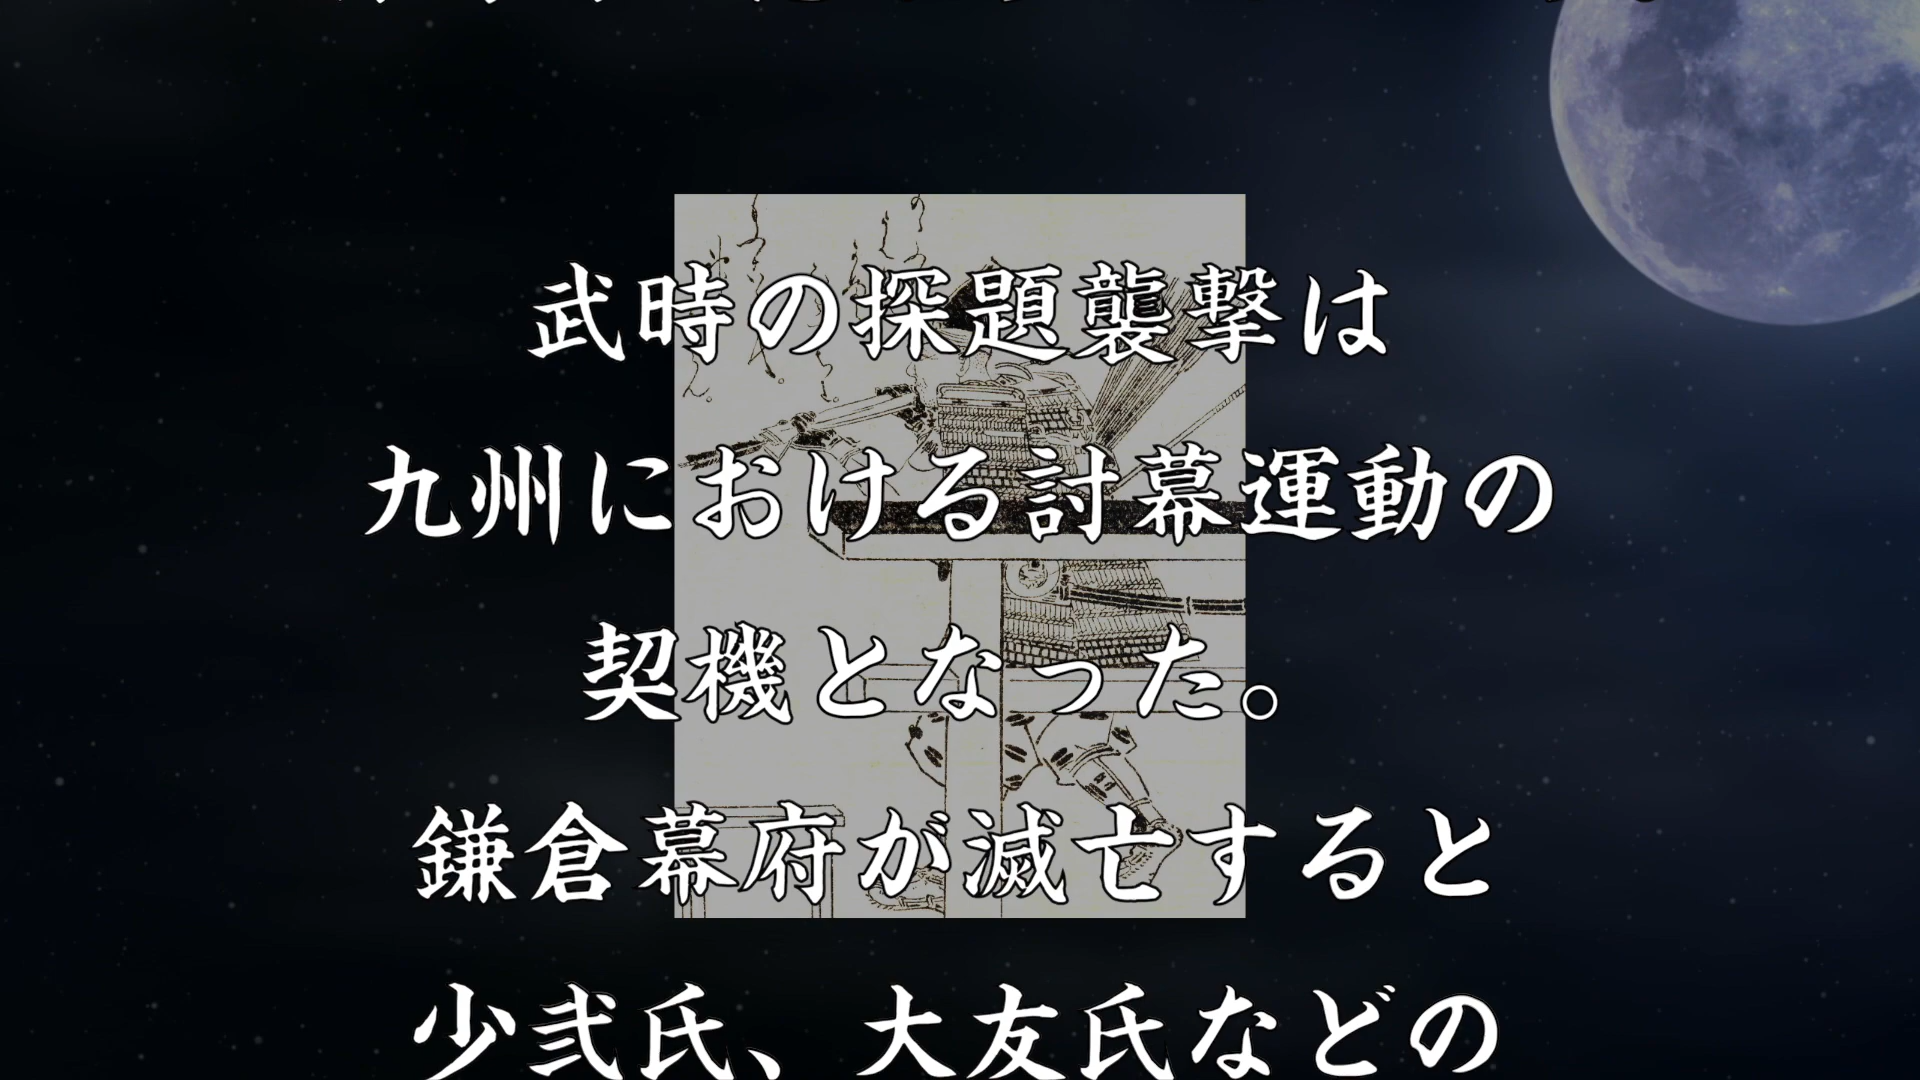 武時の探題襲撃は
九州における討幕運動の
契機となった。
鎌倉幕府が滅亡すると
少弐氏、大友氏などの